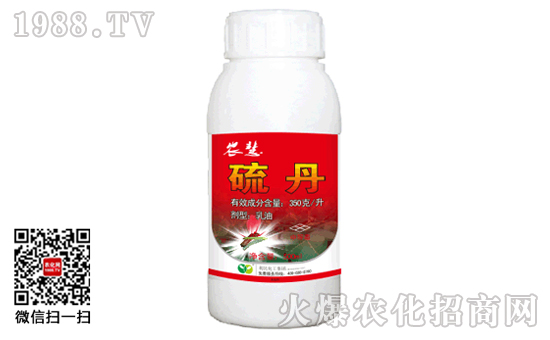 1988.TV
农慧
硫丹
有效成分含量：350克/升
剂型：乳油
微信扫一扫
火爆农化招商网